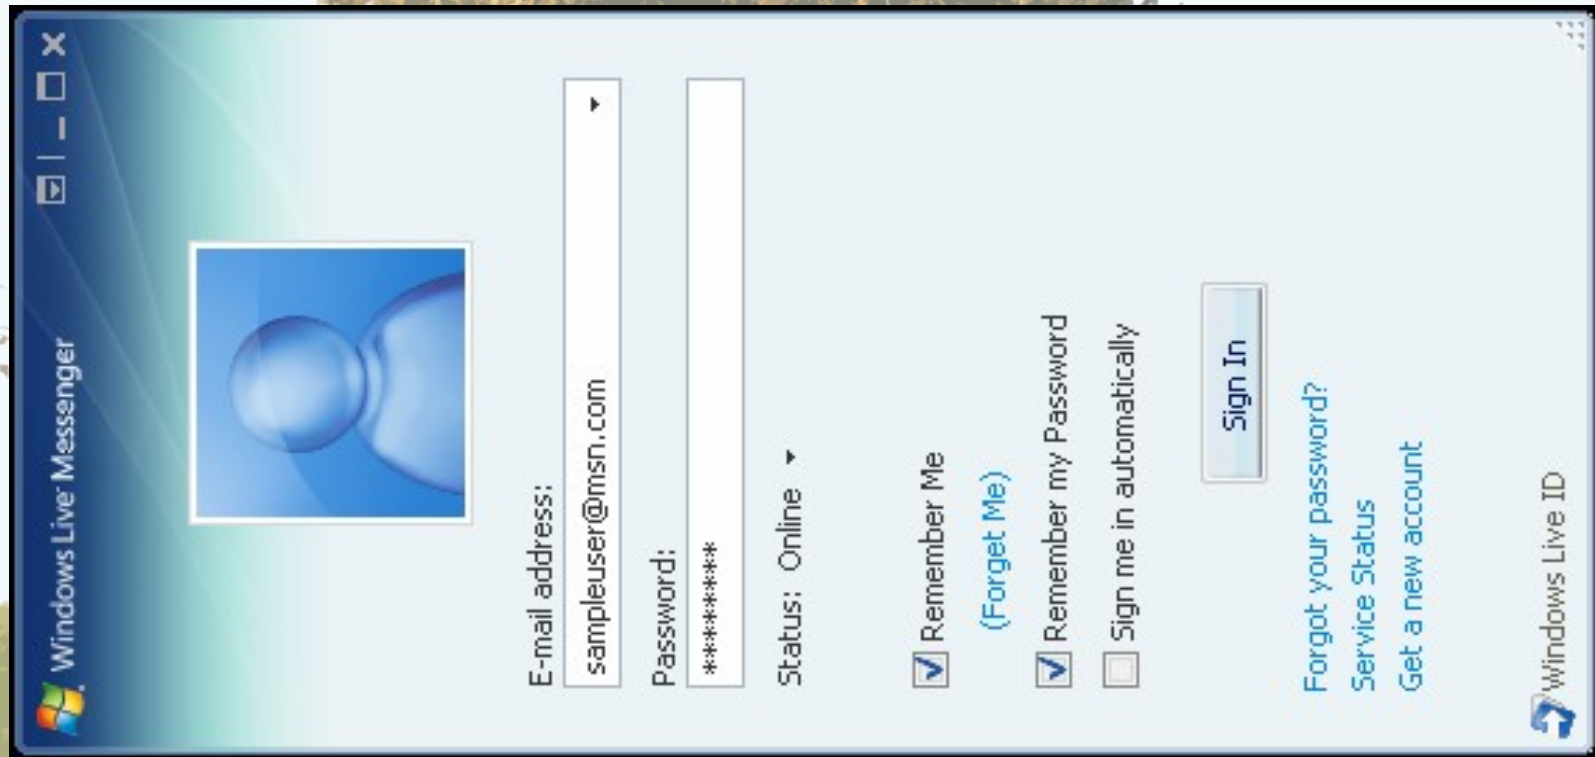 Windows Live Messenger
E-mail address:
sampleuser@msn.com
Password:
*********
Status: Online
Remember Me
(Forget Me)
Remember my Password
Sign me in automatically
Sign In
Forgot your password?
Service Status
Get a new account
Windows Live ID